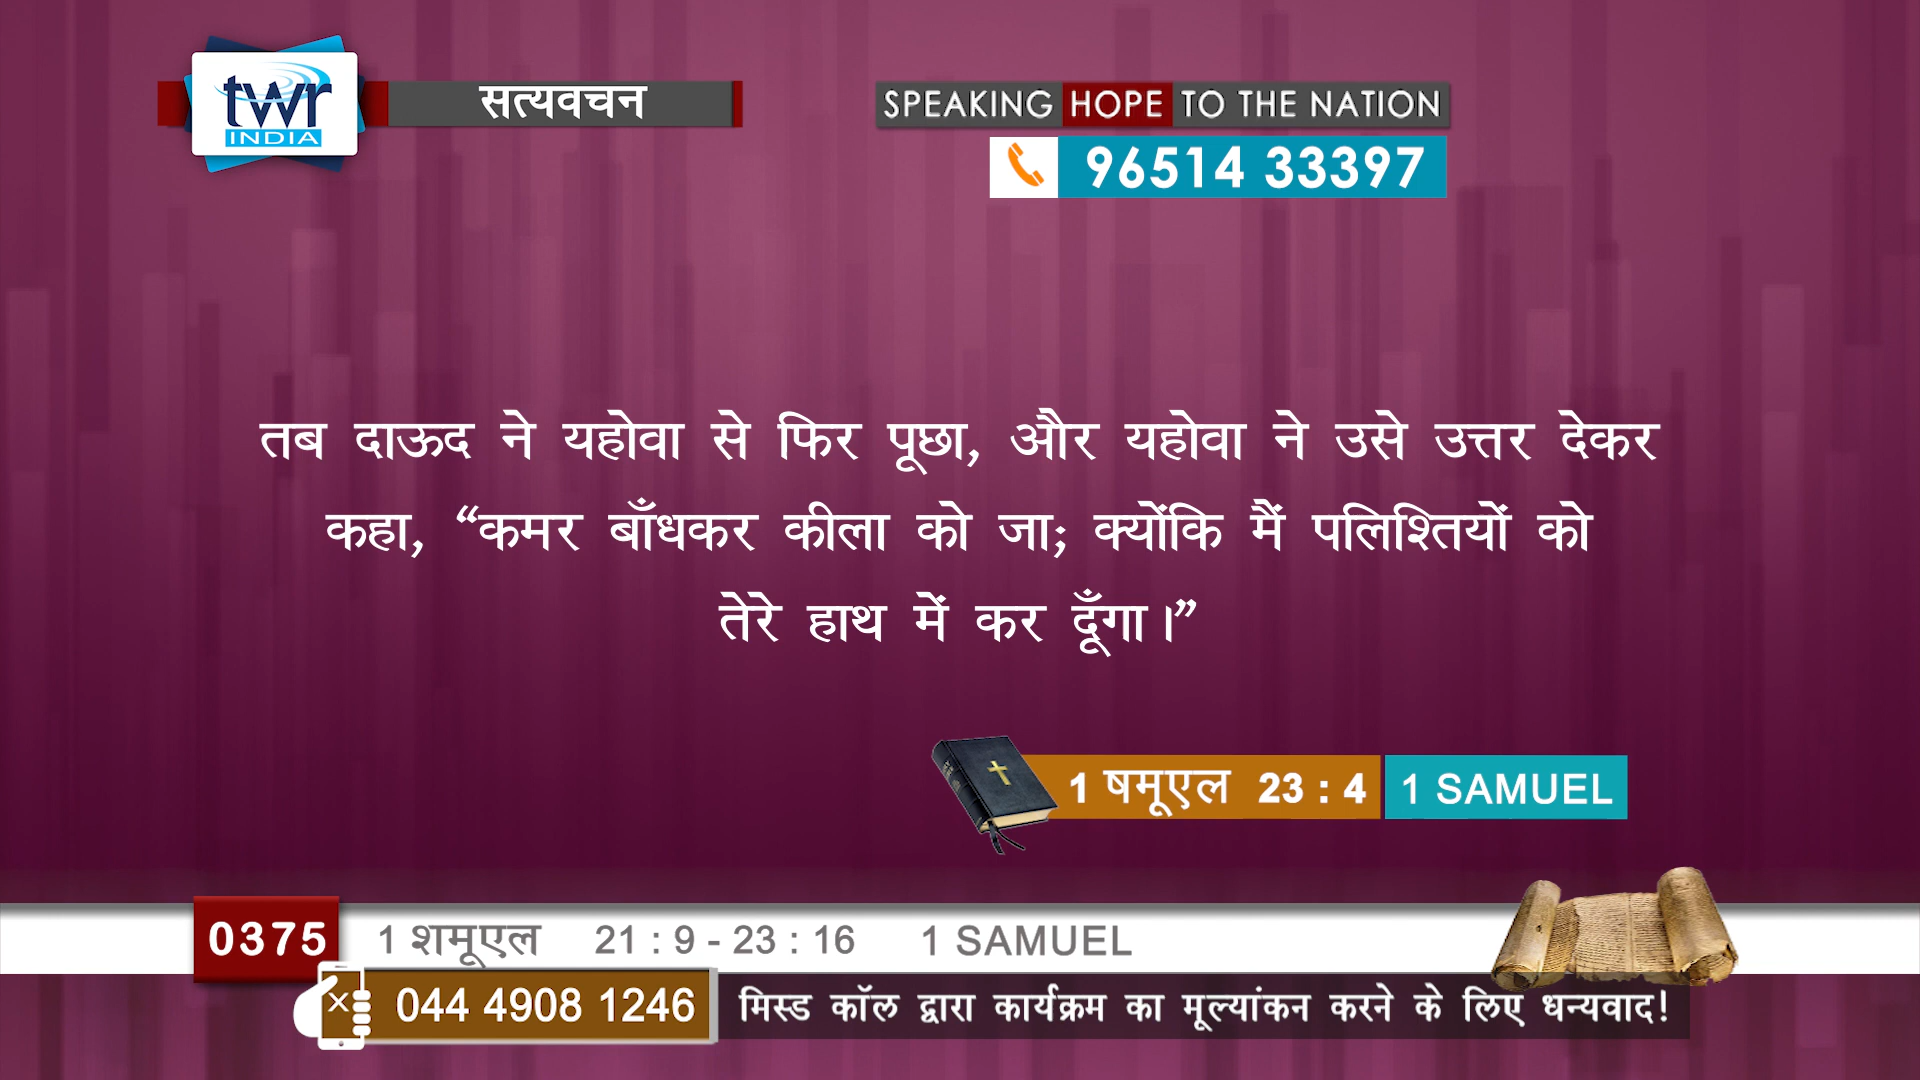 twr
INDIA
सत्यवचन
SPEAKING HOPE TO THE NATION
96514 33397
तब दाऊद ने यहोवा से फिर पूछा, और यहोवा ने उसे उत्तर देकर
कहा, “कमर बाँधकर कीला को जा; क्योंकि मैं पलिश्तियों को
तेरे हाथ में कर दूँगा।”
1 षमूएल 23 : 4 1 SAMUEL
0375 1 शमूएल 21 : 9 - 23 : 16 1 SAMUEL
044 4908 1246 मिस्ड कॉल द्वारा कार्यक्रम का मूल्यांकन करने के लिए धन्यवाद!